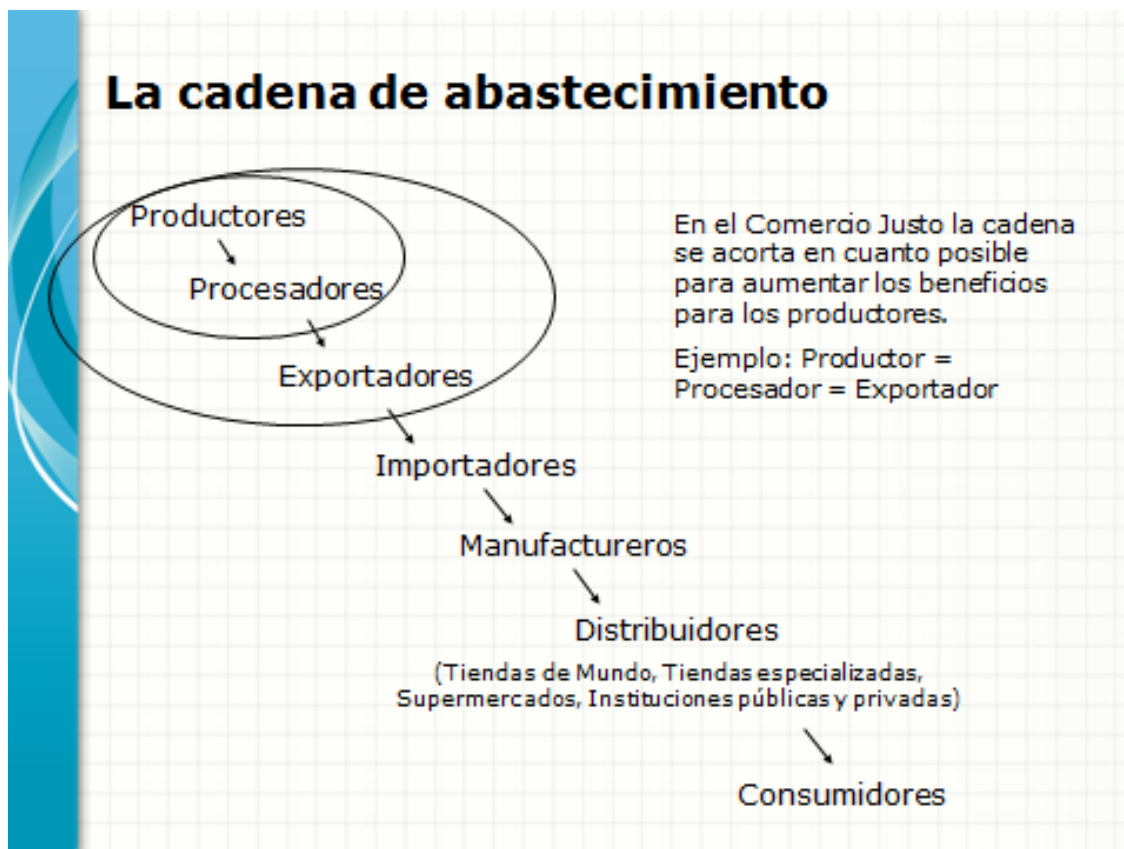 La cadena de abastecimiento
Productores
Procesadores
Exportadores
Importadores
Manufactureros
Distribuidores
(Tiendas de Mundo, Tiendas especializadas,
Supermercados, Instituciones públicas y privadas)
Consumidores
En el Comercio Justo la cadena
se acorta en cuanto posible
para aumentar los beneficios
para los productores.
Ejemplo: Productor =
Procesador = Exportador